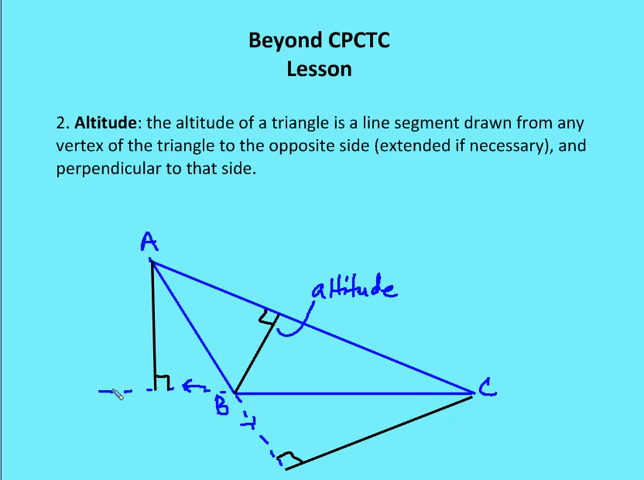 Beyond CPCTC
Lesson
2. Altitude: the altitude of a triangle is a line segment drawn from any
vertex of the triangle to the opposite side (extended if necessary), and
perpendicular to that side.
A
altitude
B
C